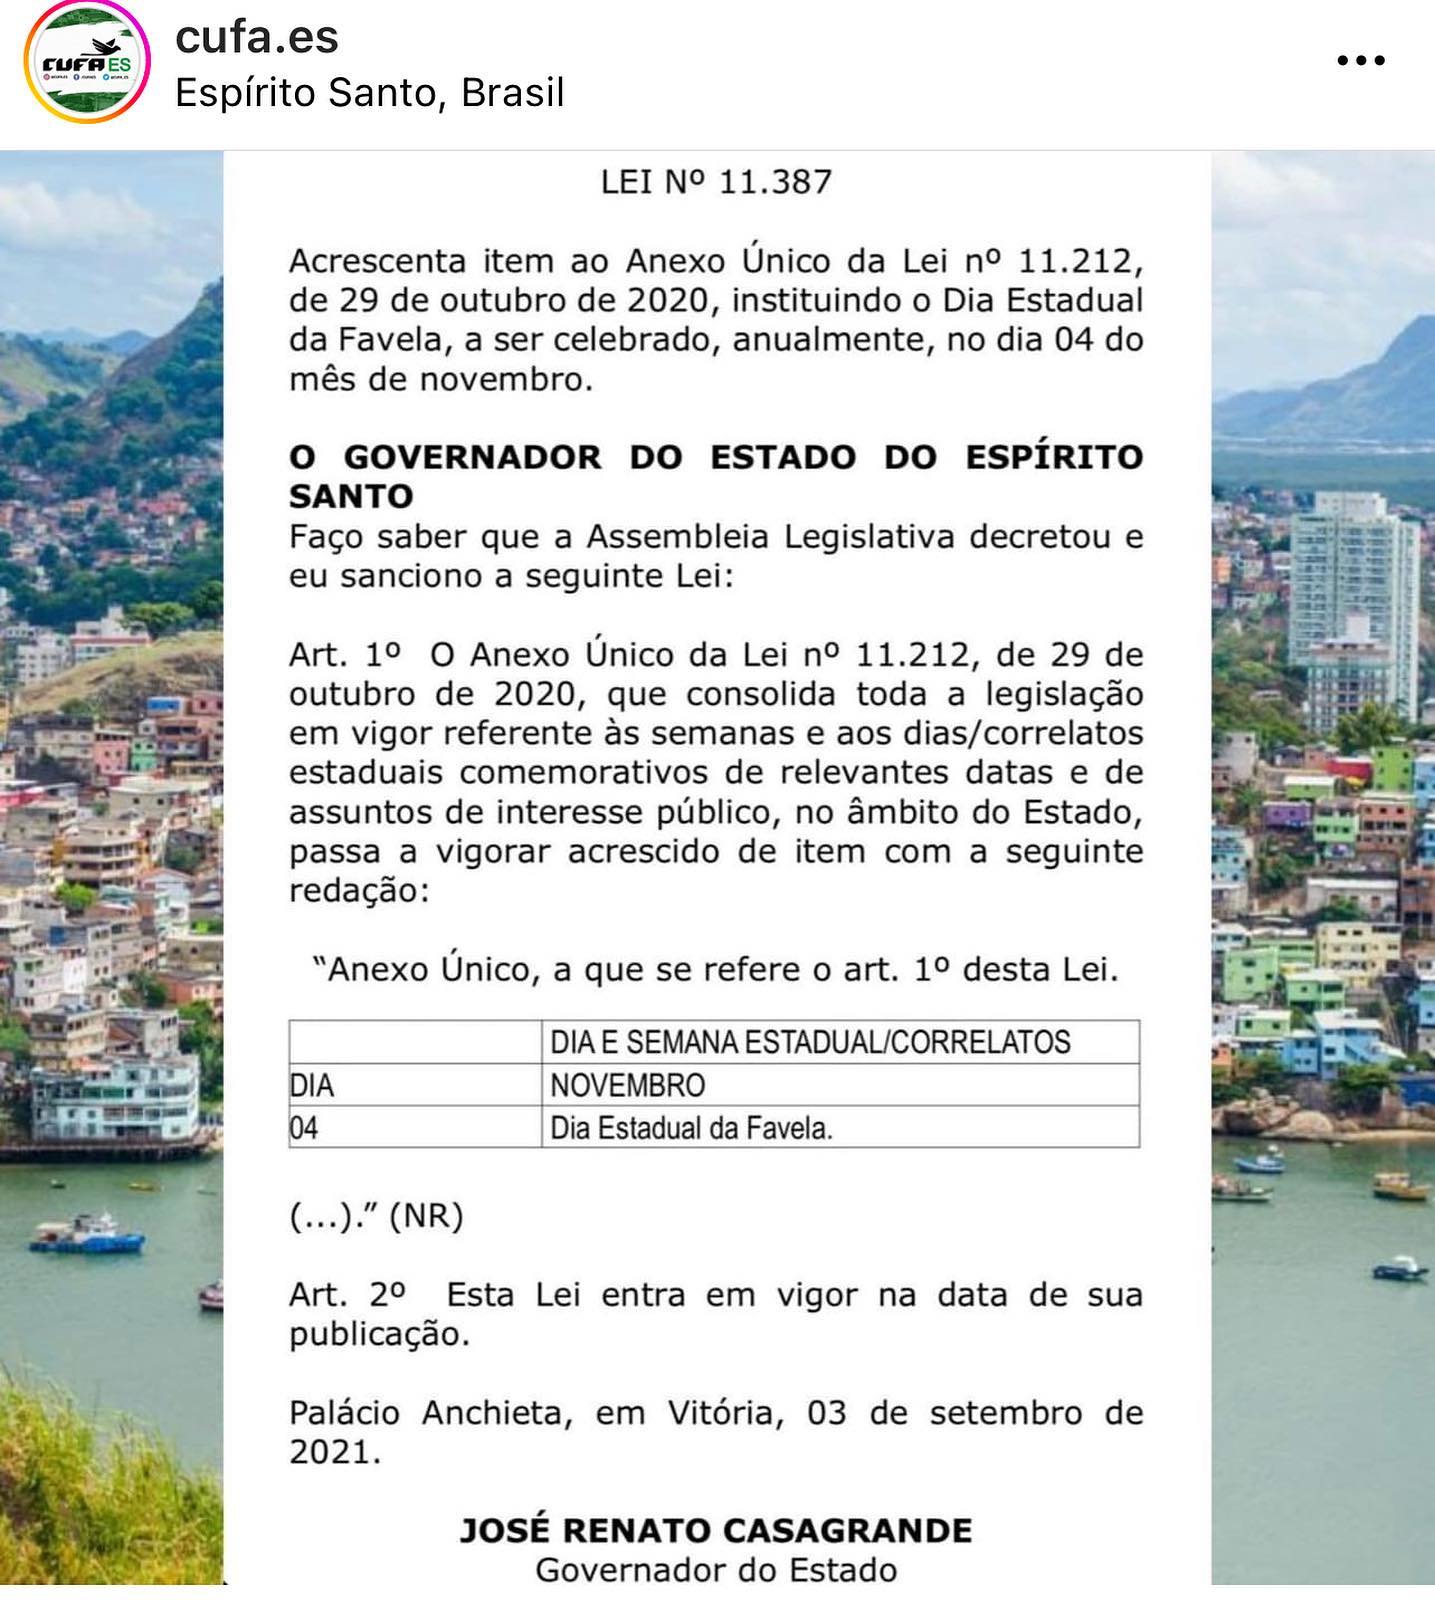 cufa.es
Espírito Santo, Brasil
CUFA ES
LEI Nº 11.387
Acrescenta item ao Anexo Único da Lei nº 11.212,
de 29 de outubro de 2020, instituindo o Dia Estadual
da Favela, a ser celebrado, anualmente, no dia 04 do
mês de novembro.
O GOVERNADOR DO ESTADO DO ESPÍRITO
SANTO
Faço saber que a Assembleia Legislativa decretou e
eu sanciono a seguinte Lei:
Art. 1º O Anexo Único da Lei nº 11.212, de 29 de
outubro de 2020, que consolida toda a legislação
em vigor referente às semanas e aos dias/correlatos
estaduais comemorativos de relevantes datas e de
assuntos de interesse público, no âmbito do Estado,
passa a vigorar acrescido de item com a seguinte
redação:
“Anexo Único, a que se refere o art. 1º desta Lei.
DIA E SEMANA ESTADUAL/CORRELATOS
DIA NOVEMBRO
04 Dia Estadual da Favela.
(...).” (NR)
Art. 2º Esta Lei entra em vigor na data de sua
publicação.
Palácio Anchieta, em Vitória, 03 de setembro de
2021.
JOSÉ RENATO CASAGRANDE
Governador do Estado